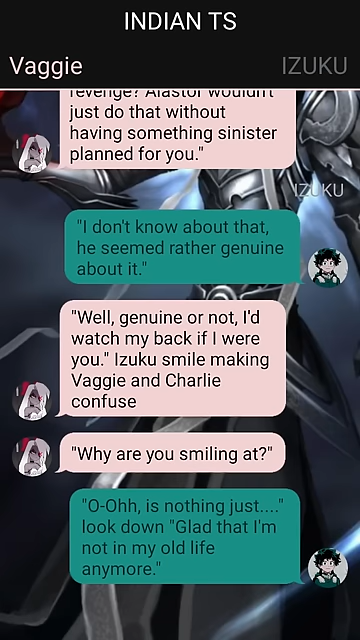 INDIAN TS
Vaggie
IZUKU
revenge? Alastor wouldn't
just do that without
having something sinister
planned for you."
IZUKU
"I don't know about that,
he seemed rather genuine
about it."
"Well, genuine or not, I'd
watch my back if I were
you." Izuku smile making
Vaggie and Charlie
confuse
"Why are you smiling at?"
"O-Ohh, is nothing just...."
look down "Glad that I'm
not in my old life
anymore."